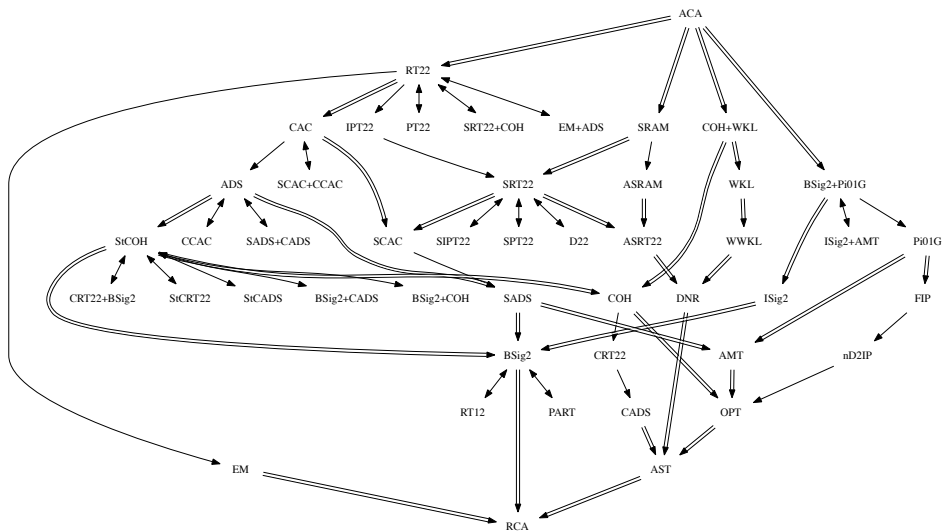 ACA
RT22
CAC IPT22 PT22 SRT22+COH EM+ADS SRAM COH+WKL
ADS SCAC+CCAC SRT22 ASRAM WKL BSig2+Pi01G
StCOH CCAC SADS+CADS SCAC SIPT22 SPT22 D22 ASRT22 WWKL ISig2+AMT Pi01G
CRT22+BSig2 StCRT22 StCADS BSig2+CADS BSig2+COH SADS COH DNR ISig2 FIP
BSig2 CRT22 AMT nD2IP
RT12 PART CADS OPT
EM AST
RCA